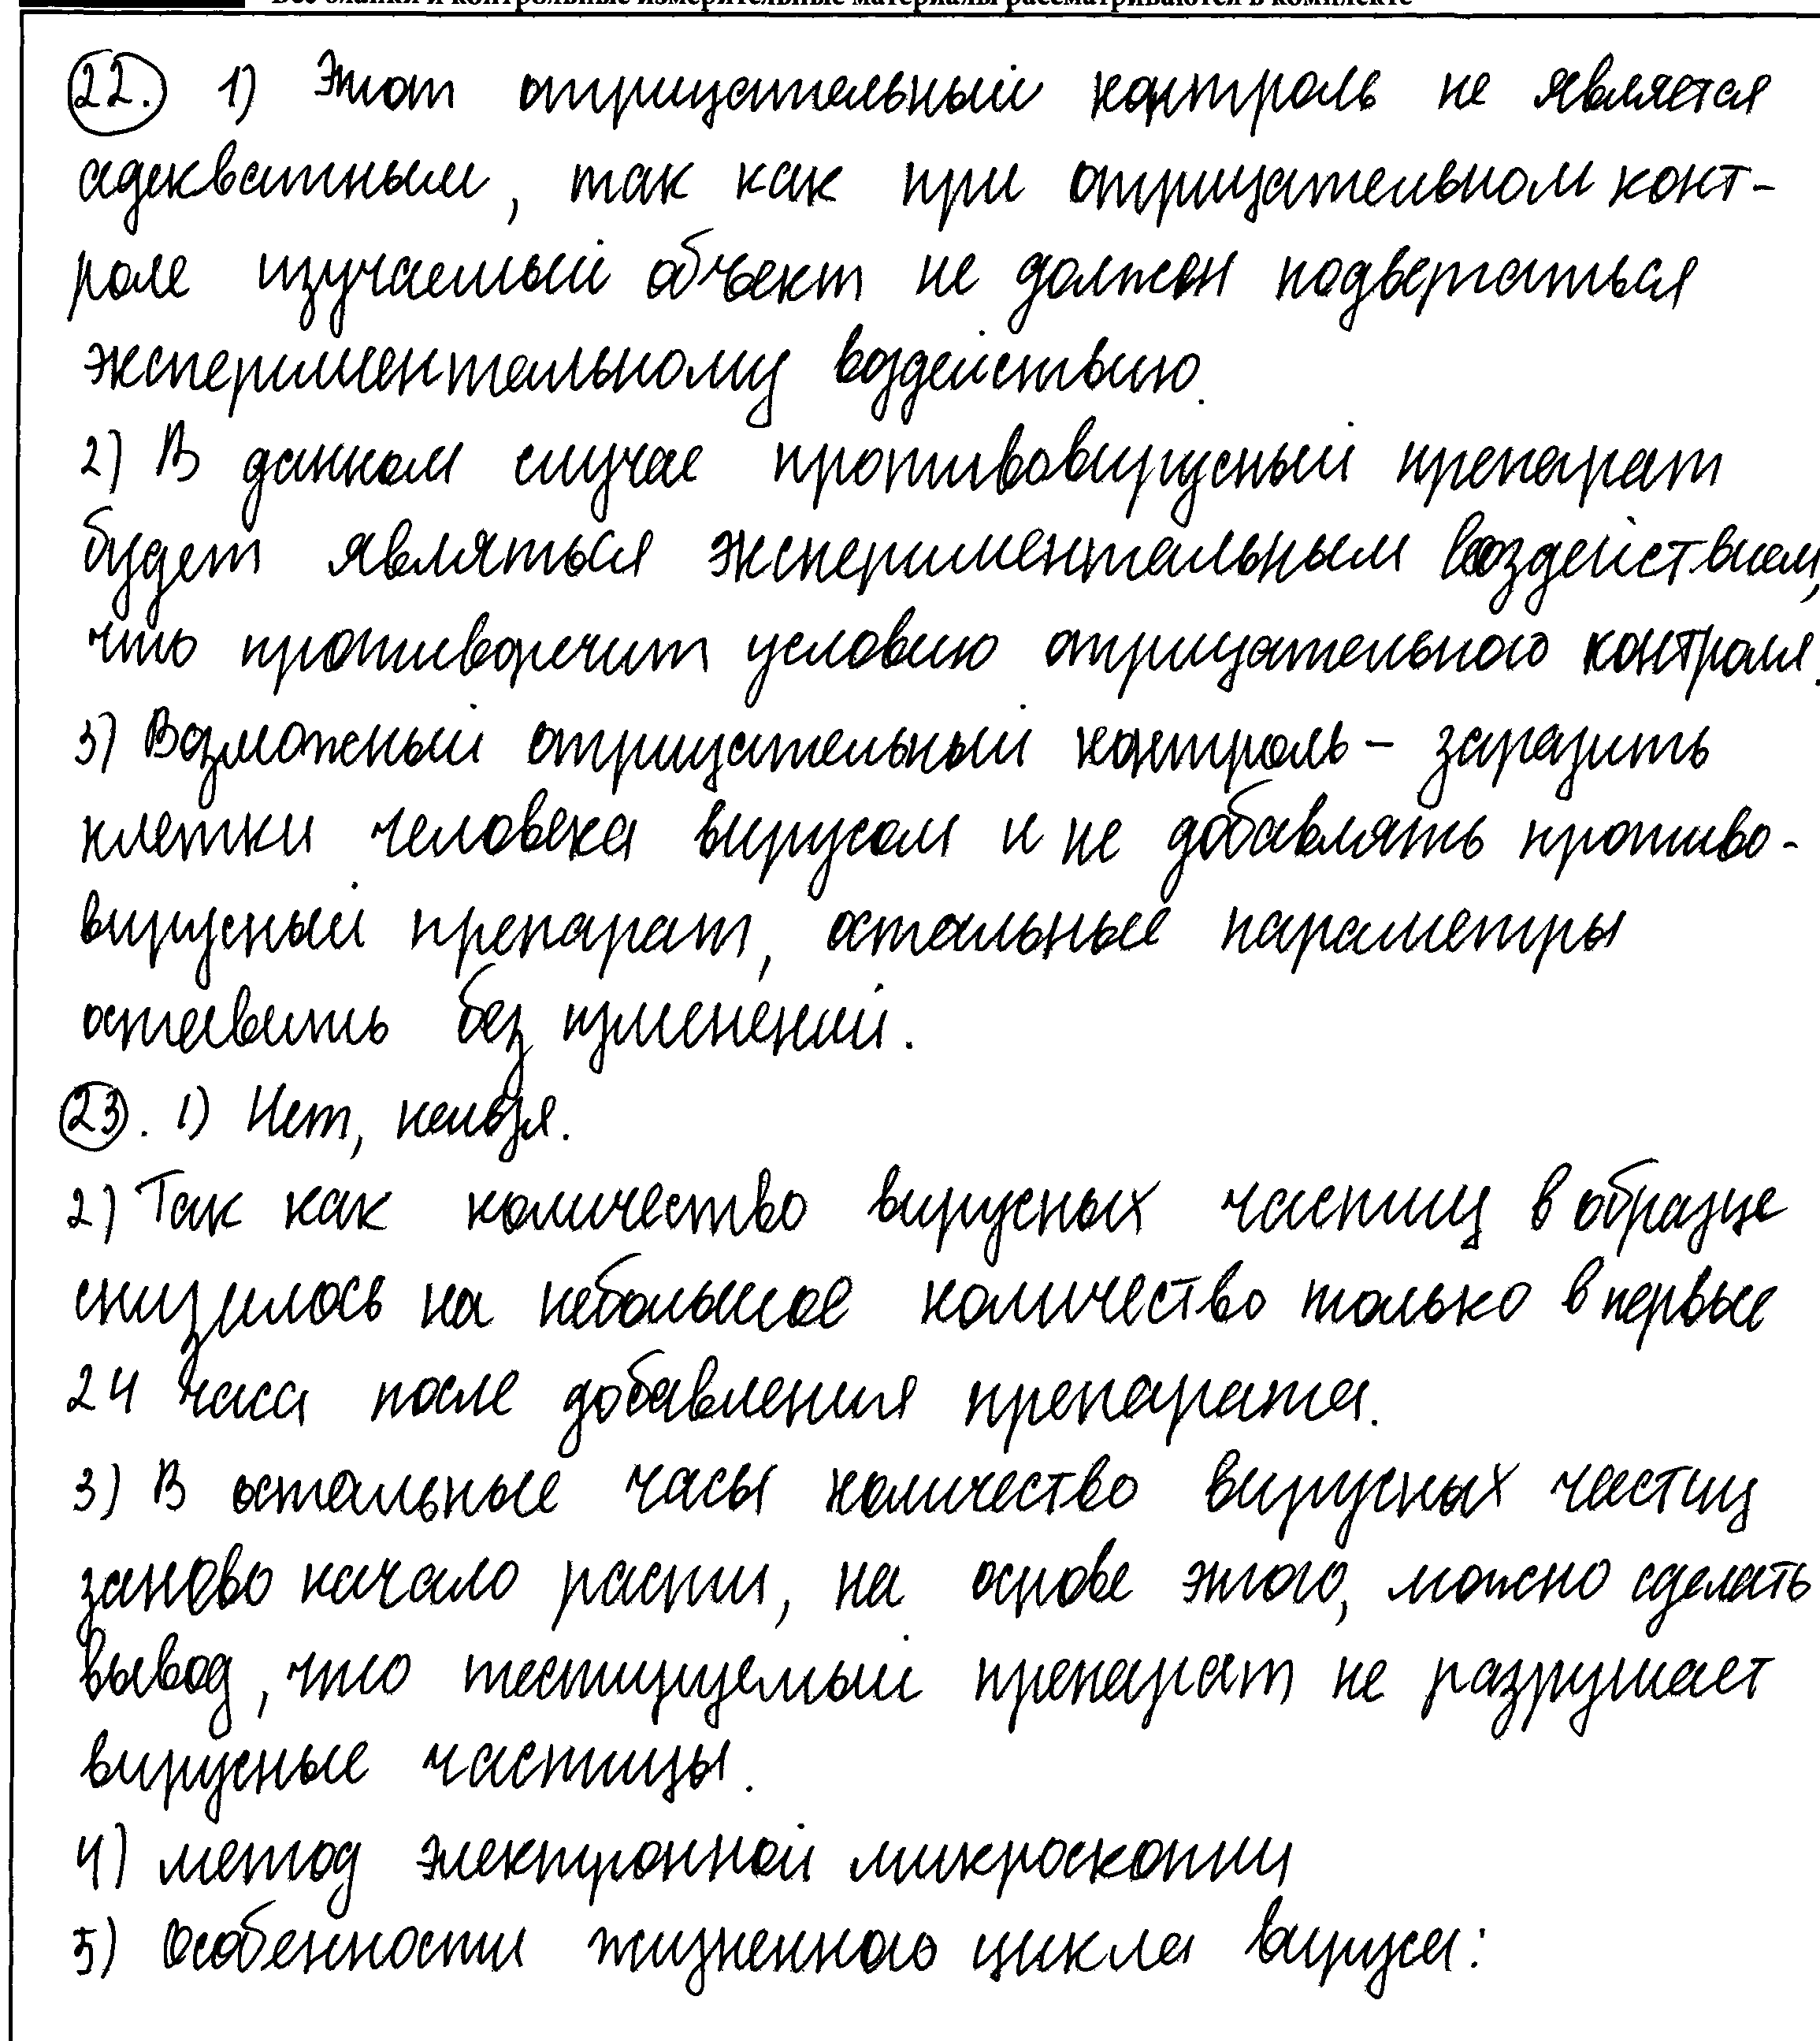 Все бланки и контрольные измерительные материалы рассматриваются в комплекте
22. 1) Этот отрицательный контроль не является
адекватным, так как при отрицательном конт-
роле изучаемый объект не должен подвергаться
экспериментальному воздействию.
2) В данном случае противовирусный препарат
будет являться экспериментальным воздействием,
что противоречит условию отрицательного контроля.
3) Возможный отрицательный контроль – заразить
клетки человека вирусом и не добавлять противо-
вирусный препарат, остальные параметры
оставить без изменений.
23. 1) Нет, нельзя.
2) Так как количество вирусных частиц в образце
снизилось на небольшое количество только в первые
24 часа после добавления препарата.
3) В остальные часы количество вирусных частиц
заново начало расти, на основе этого, можно сделать
вывод, что тестируемый препарат не разрушает
вирусные частицы.
4) метод электронной микроскопии
5) Особенности жизненного цикла вируса: